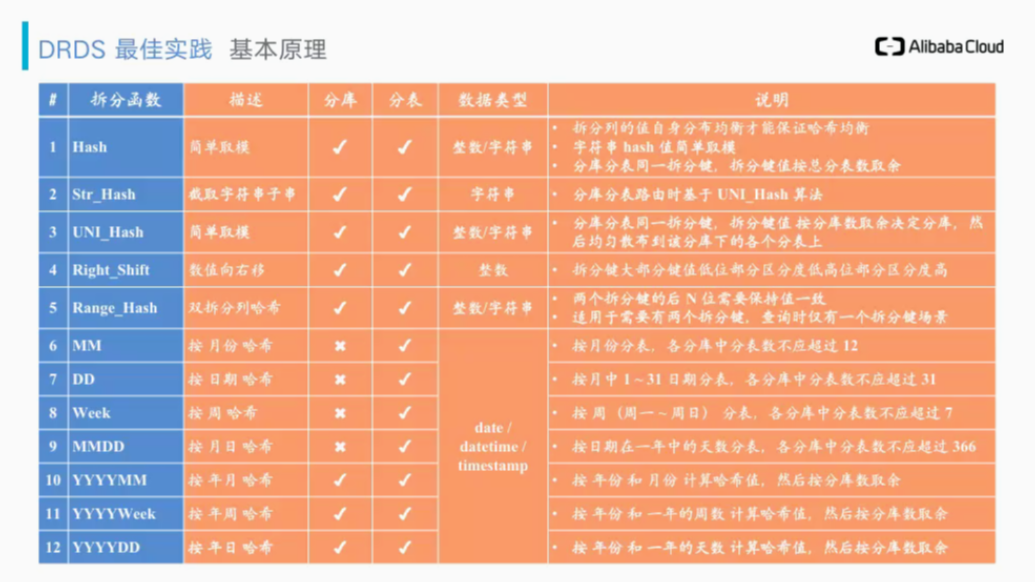 DRDS 最佳实践 基本原理
Alibaba Cloud
# 拆分函数 描述 分库 分表 数据类型 说明
1 Hash 简单取模 ✓ ✓ 整数/字符串
• 拆分列的值自身分布均衡才能保证哈希均衡
• 字符串 hash 值简单取模
• 分库分表同一拆分键，拆分键值按总分表数取余
2 Str_Hash 截取字符串子串 ✓ ✓ 字符串 • 分库分表路由时基于 UNI_Hash 算法
3 UNI_Hash 简单取模 ✓ ✓ 整数/字符串
• 分库分表同一拆分键，拆分键值 按分库数取余决定分库，然
后均匀散布到该分库下的各个分表上
4 Right_Shift 数值向右移 ✓ ✓ 整数 • 拆分键大部分键值低位部分区分度低高位部分区分度高
5 Range_Hash 双拆分列哈希 ✓ ✓ 整数/字符串
• 两个拆分键的后 N 位需要保持值一致
• 适用于需要有两个拆分键，查询时仅有一个拆分键场景
6 MM 按 月份 哈希 ✖ ✓ • 按月份分表，各分库中分表数不应超过 12
7 DD 按 日期 哈希 ✖ ✓ • 按月中 1 ~ 31 日期分表，各分库中分表数不应超过 31
8 Week 按 周 哈希 ✖ ✓ • 按 周（周一 ~ 周日） 分表，各分库中分表数不应超过 7
date /
datetime /
timestamp
9 MMDD 按 月日 哈希 ✖ ✓ • 按日期在一年中的天数分表，各分库中分表数不应超过 366
10 YYYYMM 按 年月 哈希 ✓ ✓ • 按 年份 和 月份 计算哈希值，然后按分库数取余
11 YYYYWeek 按 年周 哈希 ✓ ✓ • 按 年份 和 一年的周数 计算哈希值，然后按分库数取余
12 YYYYDD 按 年日 哈希 ✓ ✓ • 按 年份 和 一年的天数 计算哈希值，然后按分库数取余